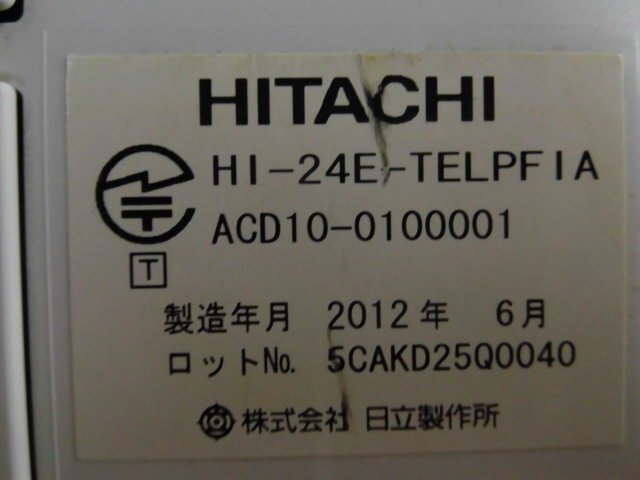 HITACHI
HI-24E-TELPFIA
ACD10-0100001
T
製造年月 2012年 6月
ロットNo. 5CAKD25Q0040
株式会社 日立製作所